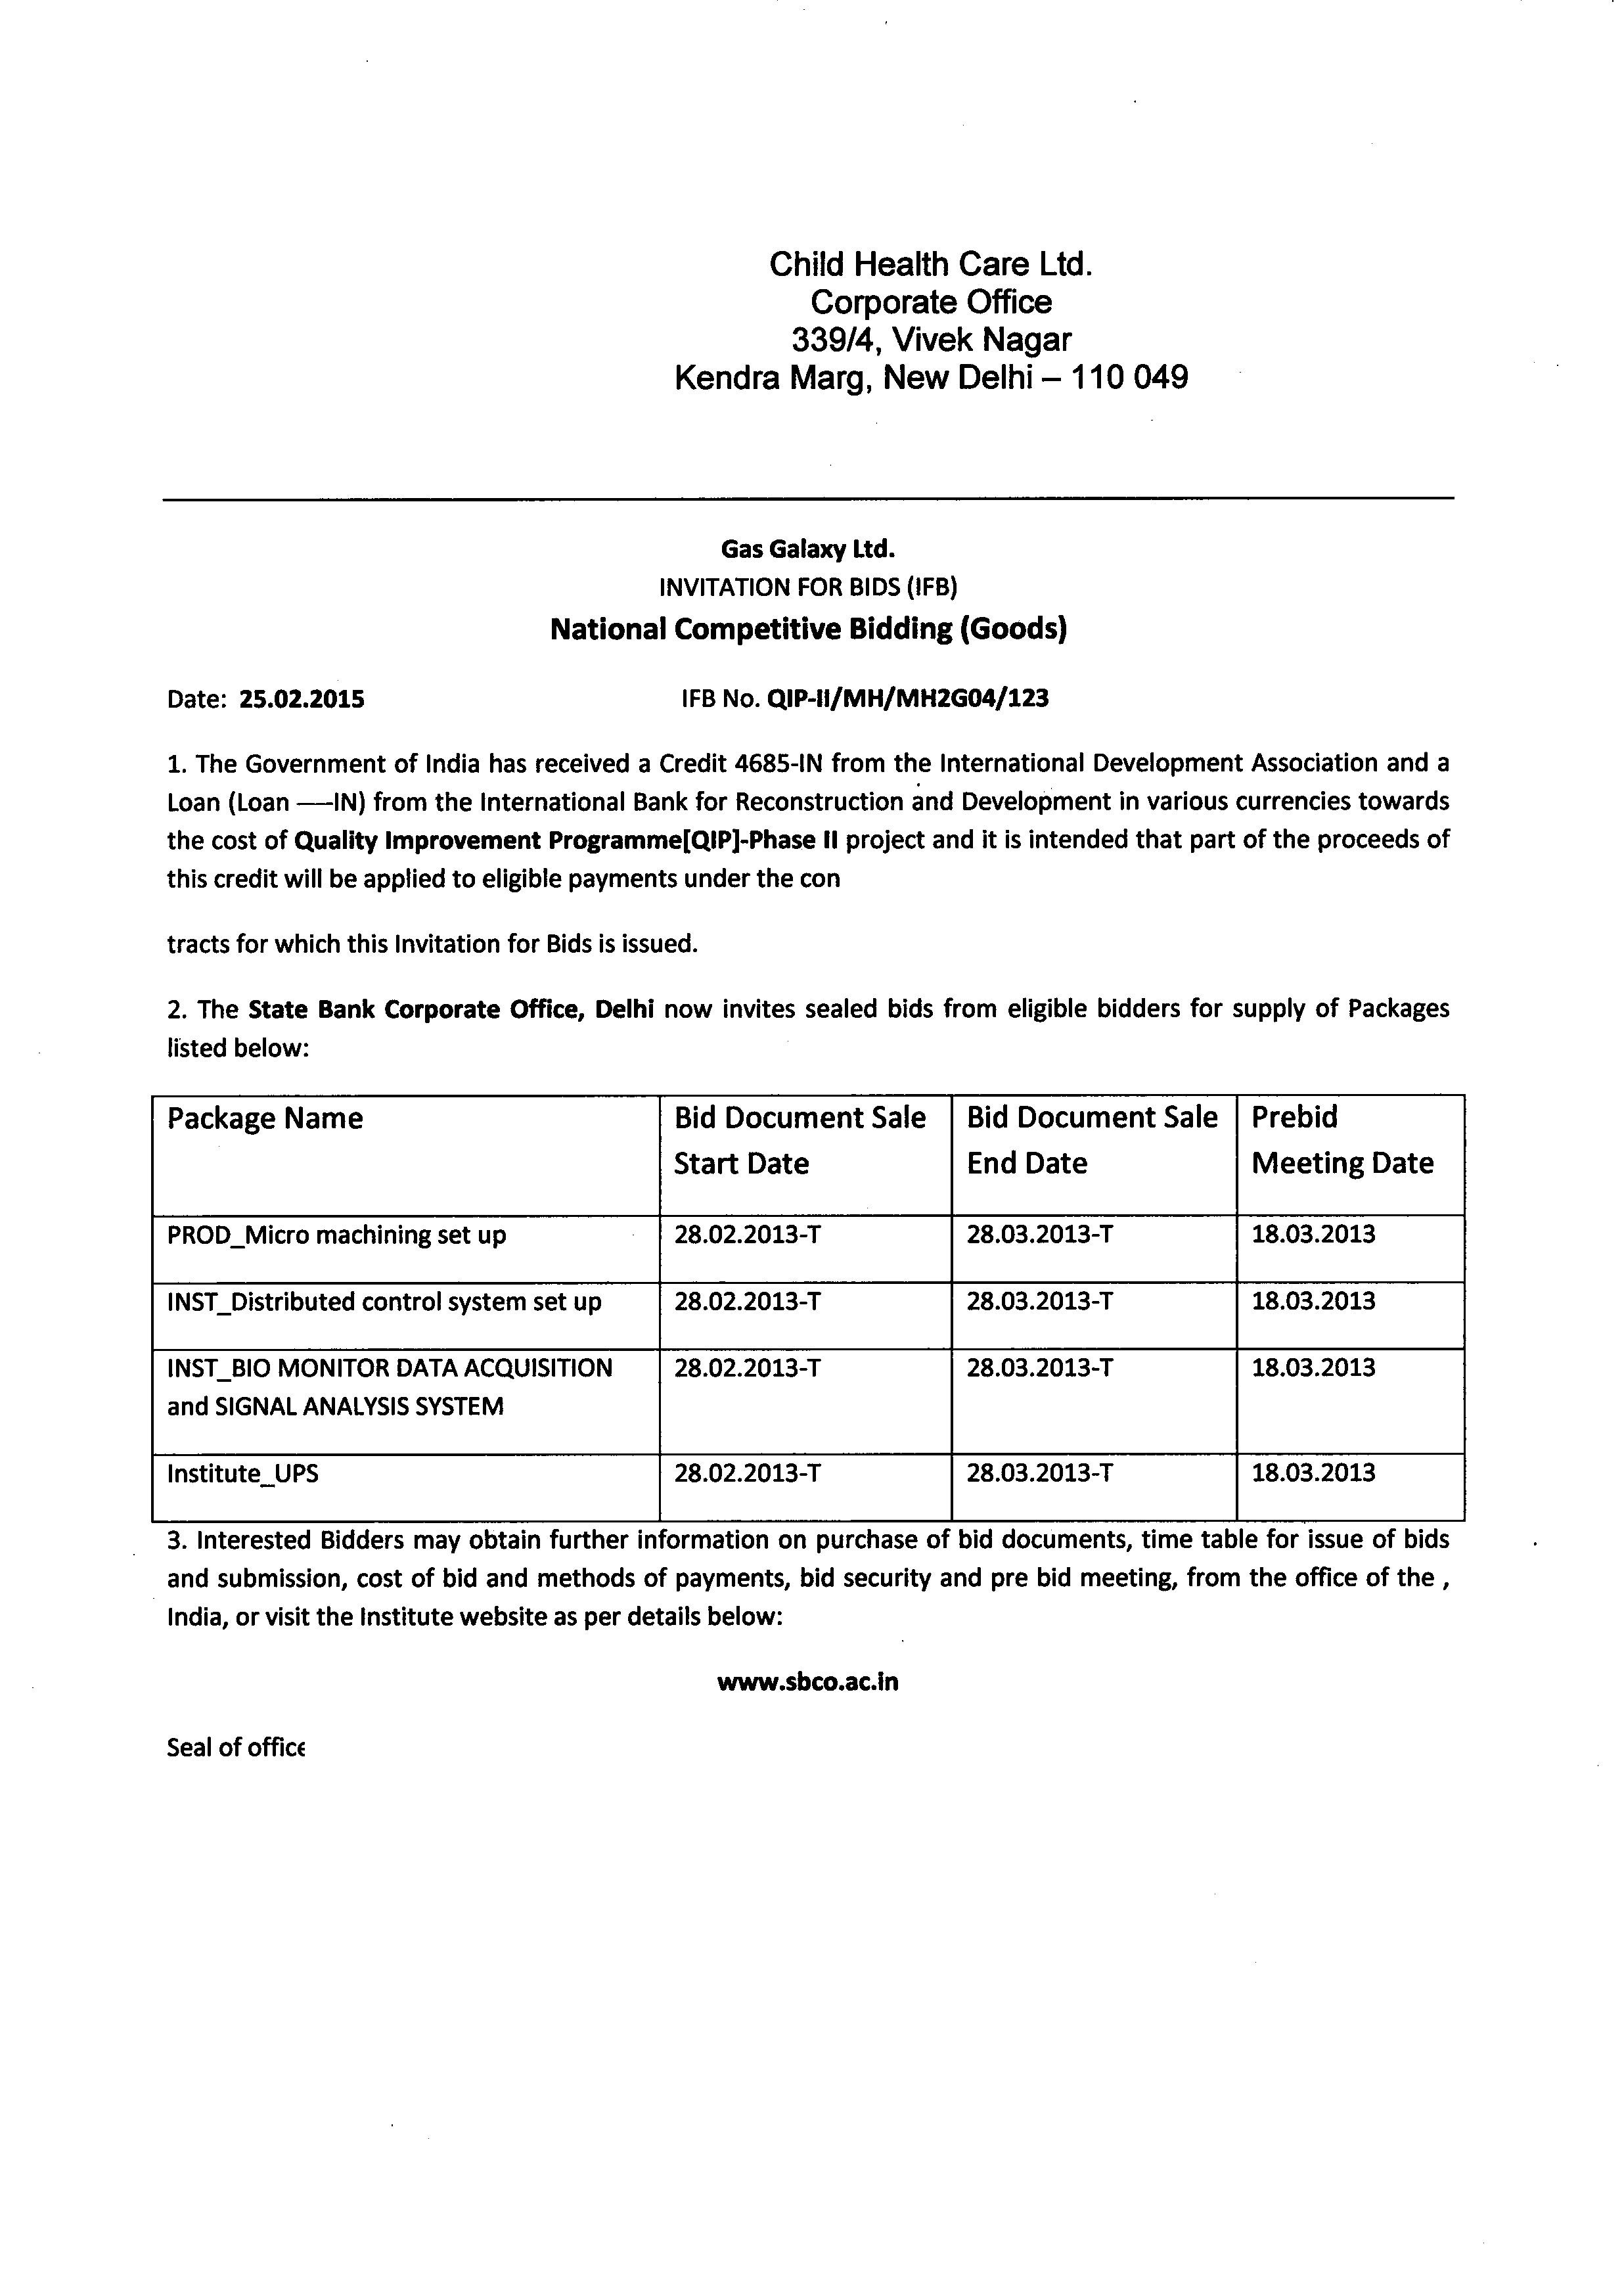 Child Health Care Ltd.
Corporate Office
339/4, Vivek Nagar
Kendra Marg, New Delhi – 110 049
Gas Galaxy Ltd.
INVITATION FOR BIDS (IFB)
National Competitive Bidding (Goods)
Date: 25.02.2015 IFB No. QIP-II/MH/MH2G04/123
1. The Government of India has received a Credit 4685-IN from the International Development Association and a
Loan (Loan –––IN) from the International Bank for Reconstruction and Development in various currencies towards
the cost of Quality Improvement Programme[QIP]-Phase II project and it is intended that part of the proceeds of
this credit will be applied to eligible payments under the con
tracts for which this Invitation for Bids is issued.
2. The State Bank Corporate Office, Delhi now invites sealed bids from eligible bidders for supply of Packages
listed below:
Package Name Bid Document Sale Bid Document Sale Prebid
Start Date End Date Meeting Date
PROD_Micro machining set up 28.02.2013-T 28.03.2013-T 18.03.2013
INST_Distributed control system set up 28.02.2013-T 28.03.2013-T 18.03.2013
INST_BIO MONITOR DATA ACQUISITION 28.02.2013-T 28.03.2013-T 18.03.2013
and SIGNAL ANALYSIS SYSTEM
Institute_UPS 28.02.2013-T 28.03.2013-T 18.03.2013
3. Interested Bidders may obtain further information on purchase of bid documents, time table for issue of bids
and submission, cost of bid and methods of payments, bid security and pre bid meeting, from the office of the ,
India, or visit the Institute website as per details below:
www.sbco.ac.in
Seal of office